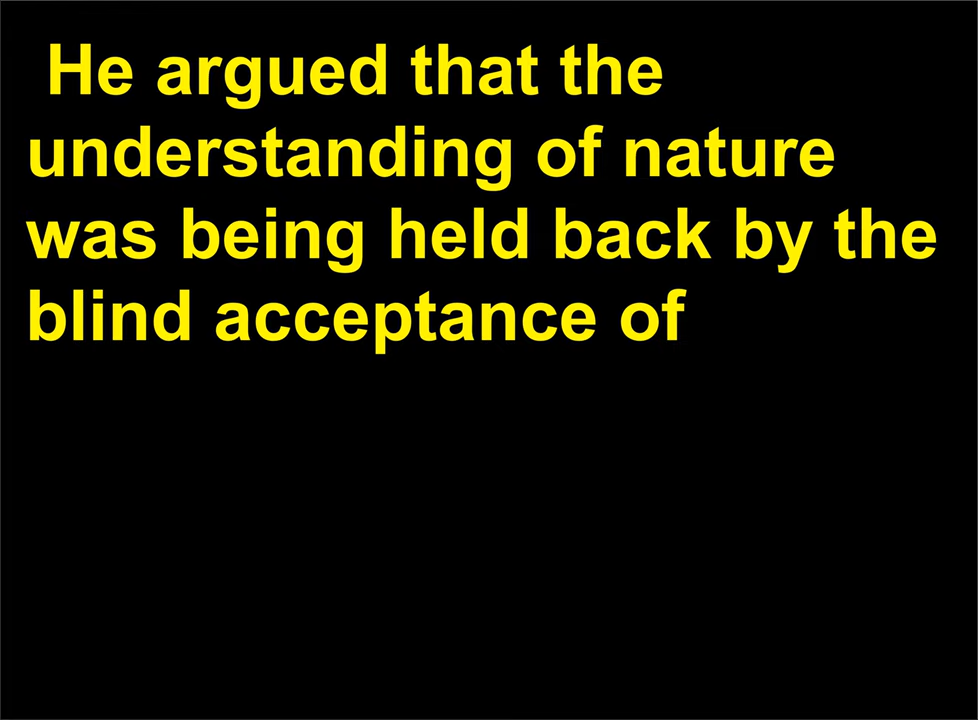 He argued that the
understanding of nature
was being held back by the
blind acceptance of